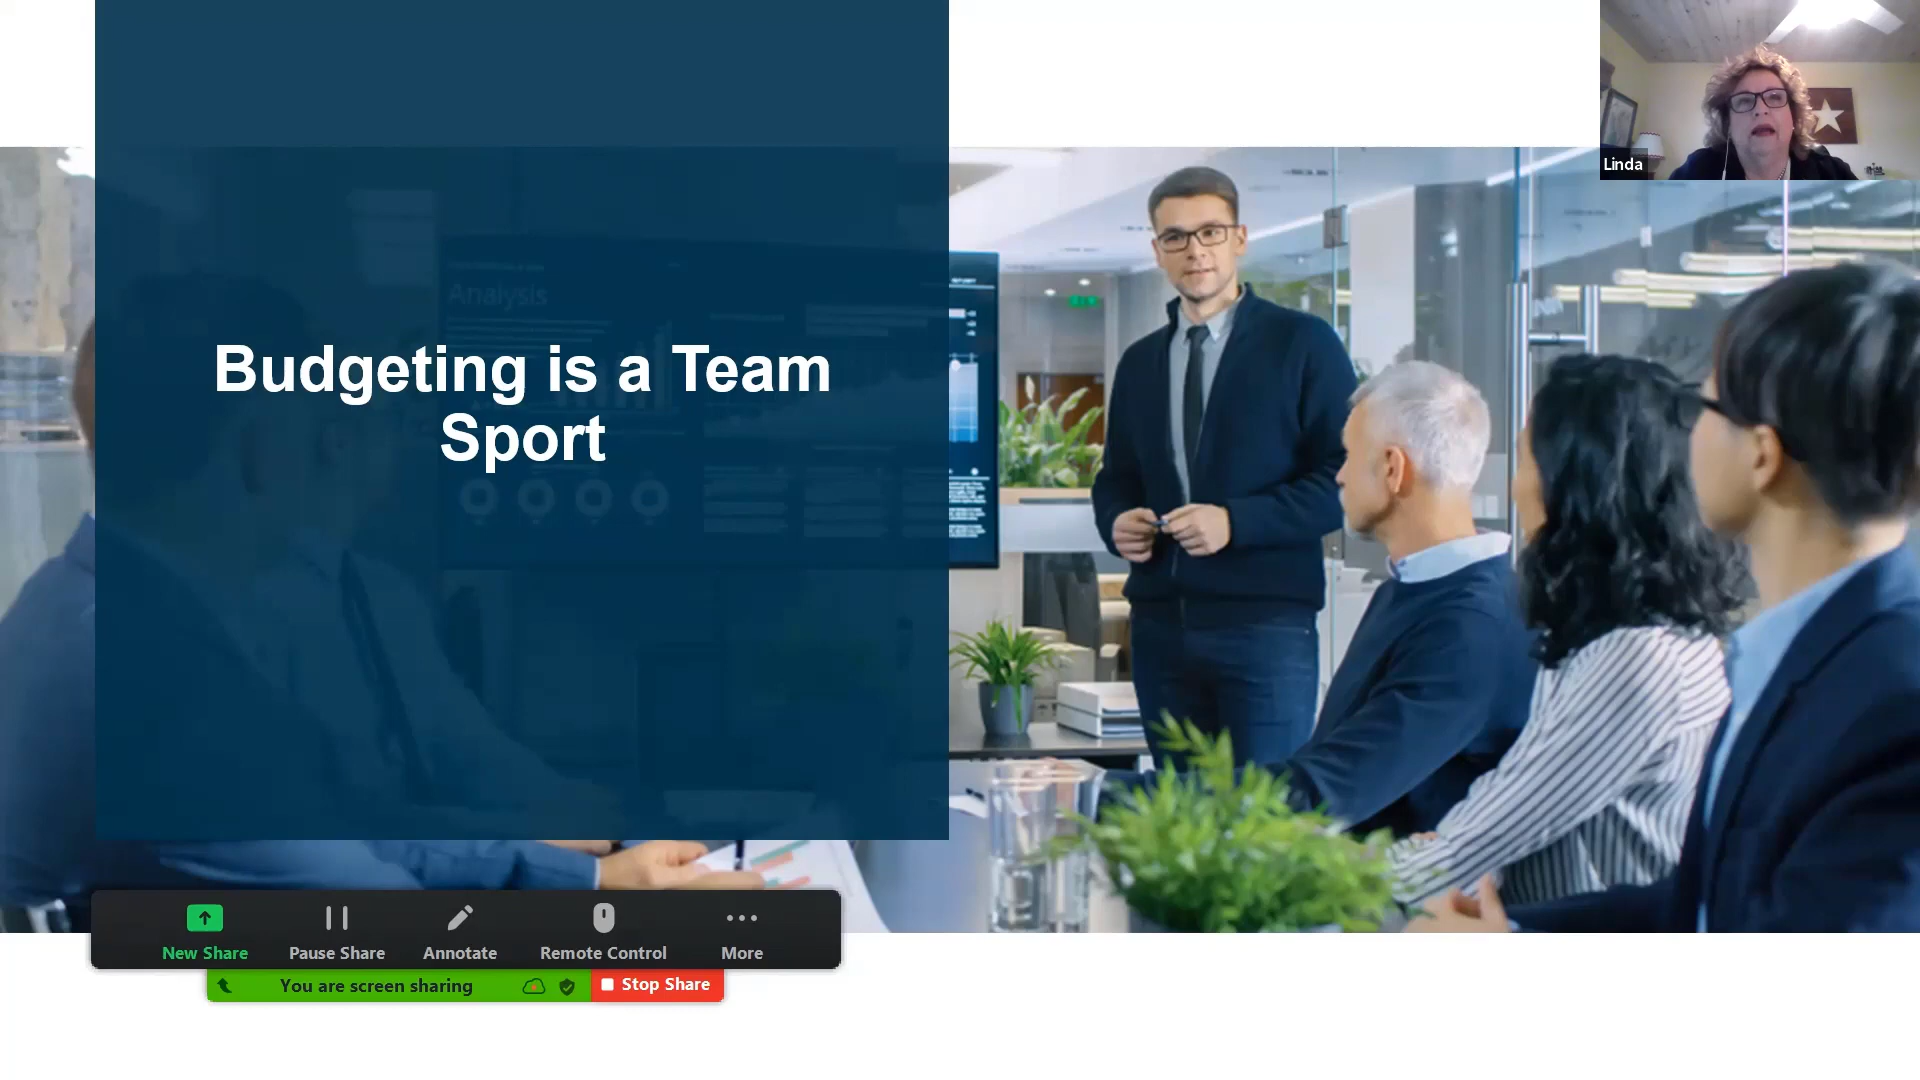 Linda
Analysis
Budgeting is a Team
Sport
New Share
Pause Share
Annotate
Remote Control
More
You are screen sharing
Stop Share